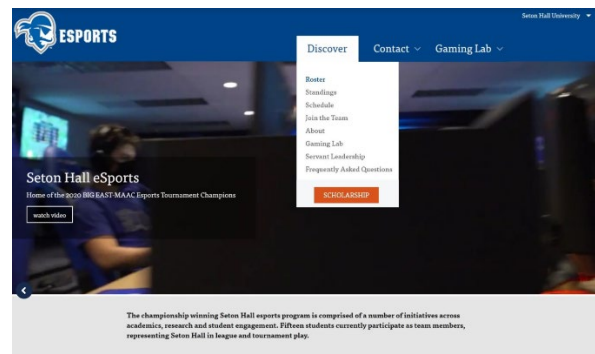 Seton Hall University
ESPORTS
Discover
Contact
Gaming Lab
Roster
Standings
Schedule
Join the Team
About
Gaming Lab
Servant Leadership
Frequently Asked Questions
SCHOLARSHIP
Seton Hall eSports
Home of the 2020 BIG EAST-MAAC Esports Tournament Champions
watch video
The championship winning Seton Hall esports program is comprised of a number of initiatives across
academics, research and student engagement. Fifteen students currently participate as team members,
representing Seton Hall in league and tournament play.